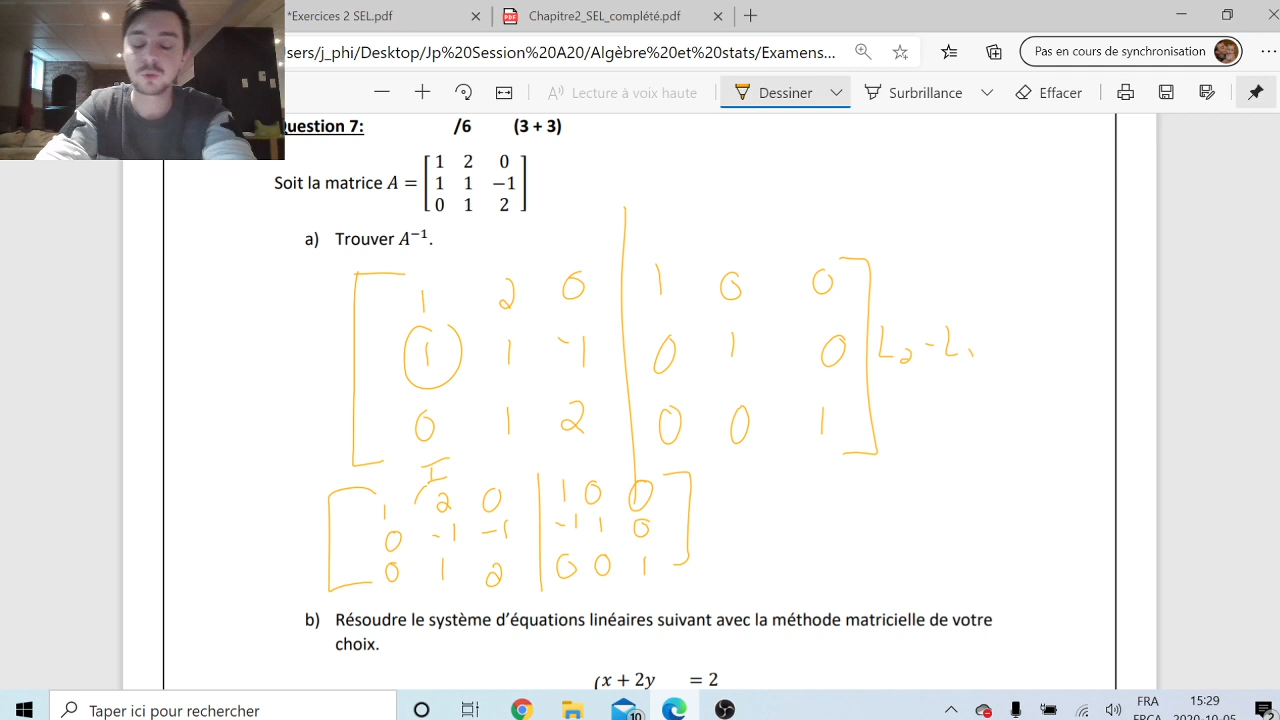 *Exercices 2 SEL.pdf
Chapitre2_SEL_complété.pdf
sers/j_phi/Desktop/Jp%20Session%20A20/Algèbre%20et%20stats/Examens...
Pas en cours de synchronisation
Lecture à voix haute
Dessiner
Surbrillance
Effacer
Question 7: /6 (3 + 3)
1 2 0
Soit la matrice A = 1 1 −1
0 1 2
a) Trouver A⁻¹.
1 2 0 | 1 0 0
1 1 -1 | 0 1 0 L2 - L1
0 1 2 | 0 0 1
I
1 2 0 | 1 0 0
0 -1 -1 | -1 1 0
0 1 2 | 0 0 1
b) Résoudre le système d'équations linéaires suivant avec la méthode matricielle de votre
choix.
x + 2y = 2
Taper ici pour rechercher
10
FRA
15:29